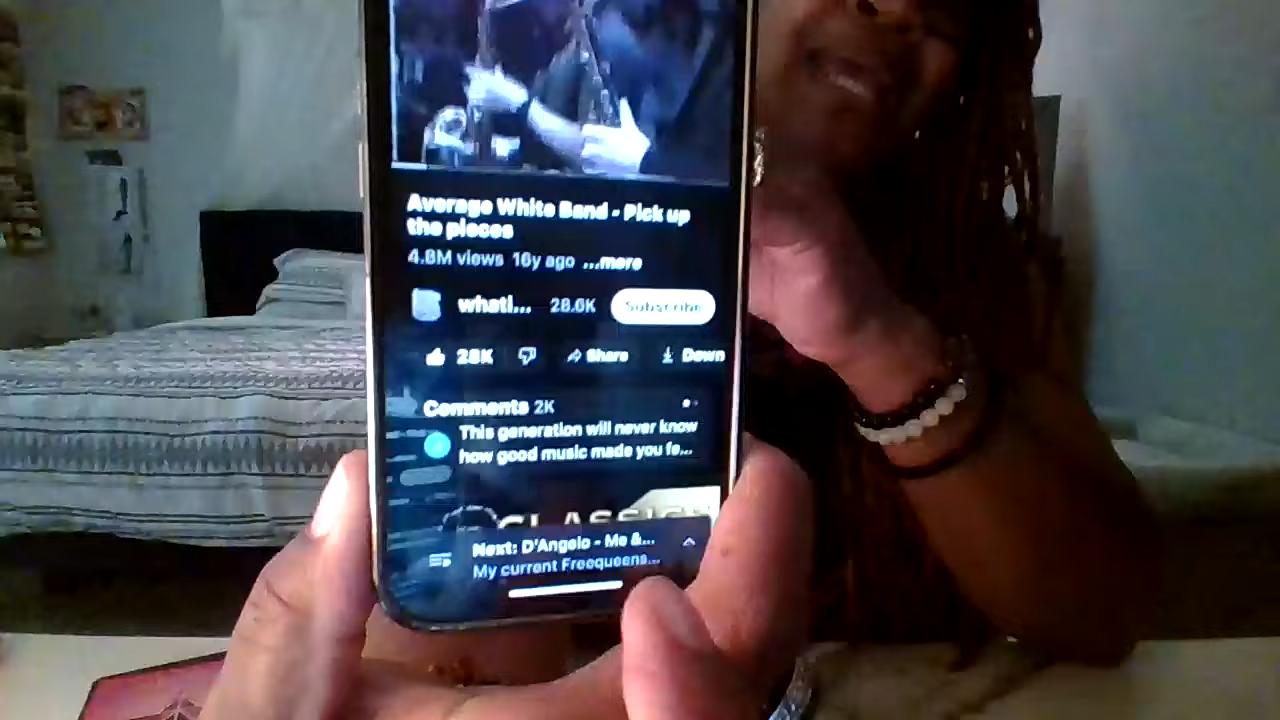 Average White Band - Pick up
the pieces
4.8M views 16y ago ...more
whati... 28.6K Subscribe
28K Share Down
Comments 2K
This generation will never know
how good music made you fe...
CLASSIC
Next: D'Angelo - Me &...
My current Freequeens...